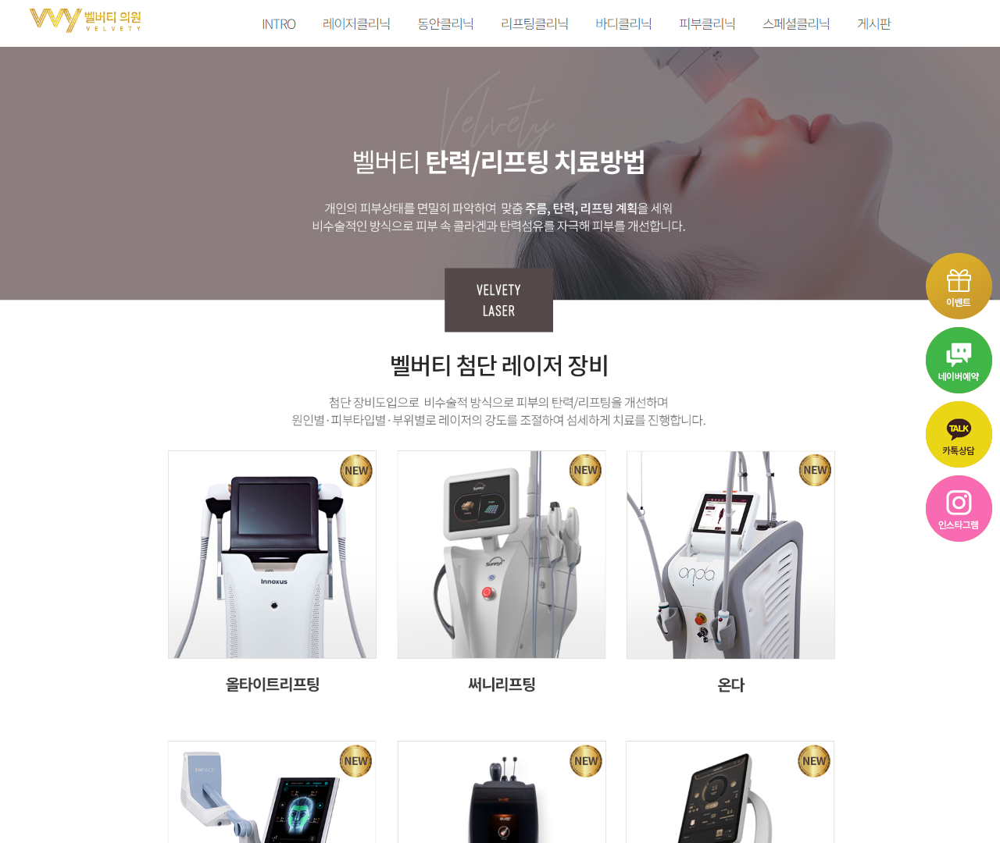 벨버티 의원
VELVETY
INTRO 레이저클리닉 동안클리닉 리프팅클리닉 바디클리닉 피부클리닉 스페셜클리닉 게시판
Velvety
벨버티 탄력/리프팅 치료방법
개인의 피부상태를 면밀히 파악하여 맞춤 주름, 탄력, 리프팅 계획을 세워
비수술적인 방식으로 피부 속 콜라겐과 탄력섬유를 자극해 피부를 개선합니다.
VELVETY
LASER
이벤트
네이버예약
TALK
카톡상담
인스타그램
벨버티 첨단 레이저 장비
첨단 장비도입으로 비수술적 방식으로 피부의 탄력/리프팅을 개선하며
원인별·피부타입별·부위별로 레이저의 강도를 조절하여 섬세하게 치료를 진행합니다.
NEW
NEW
NEW
Innoxus
Sunny
Sunny
onda
올타이트리프팅
써니리프팅
온다
NEW
NEW
NEW
EMFACE